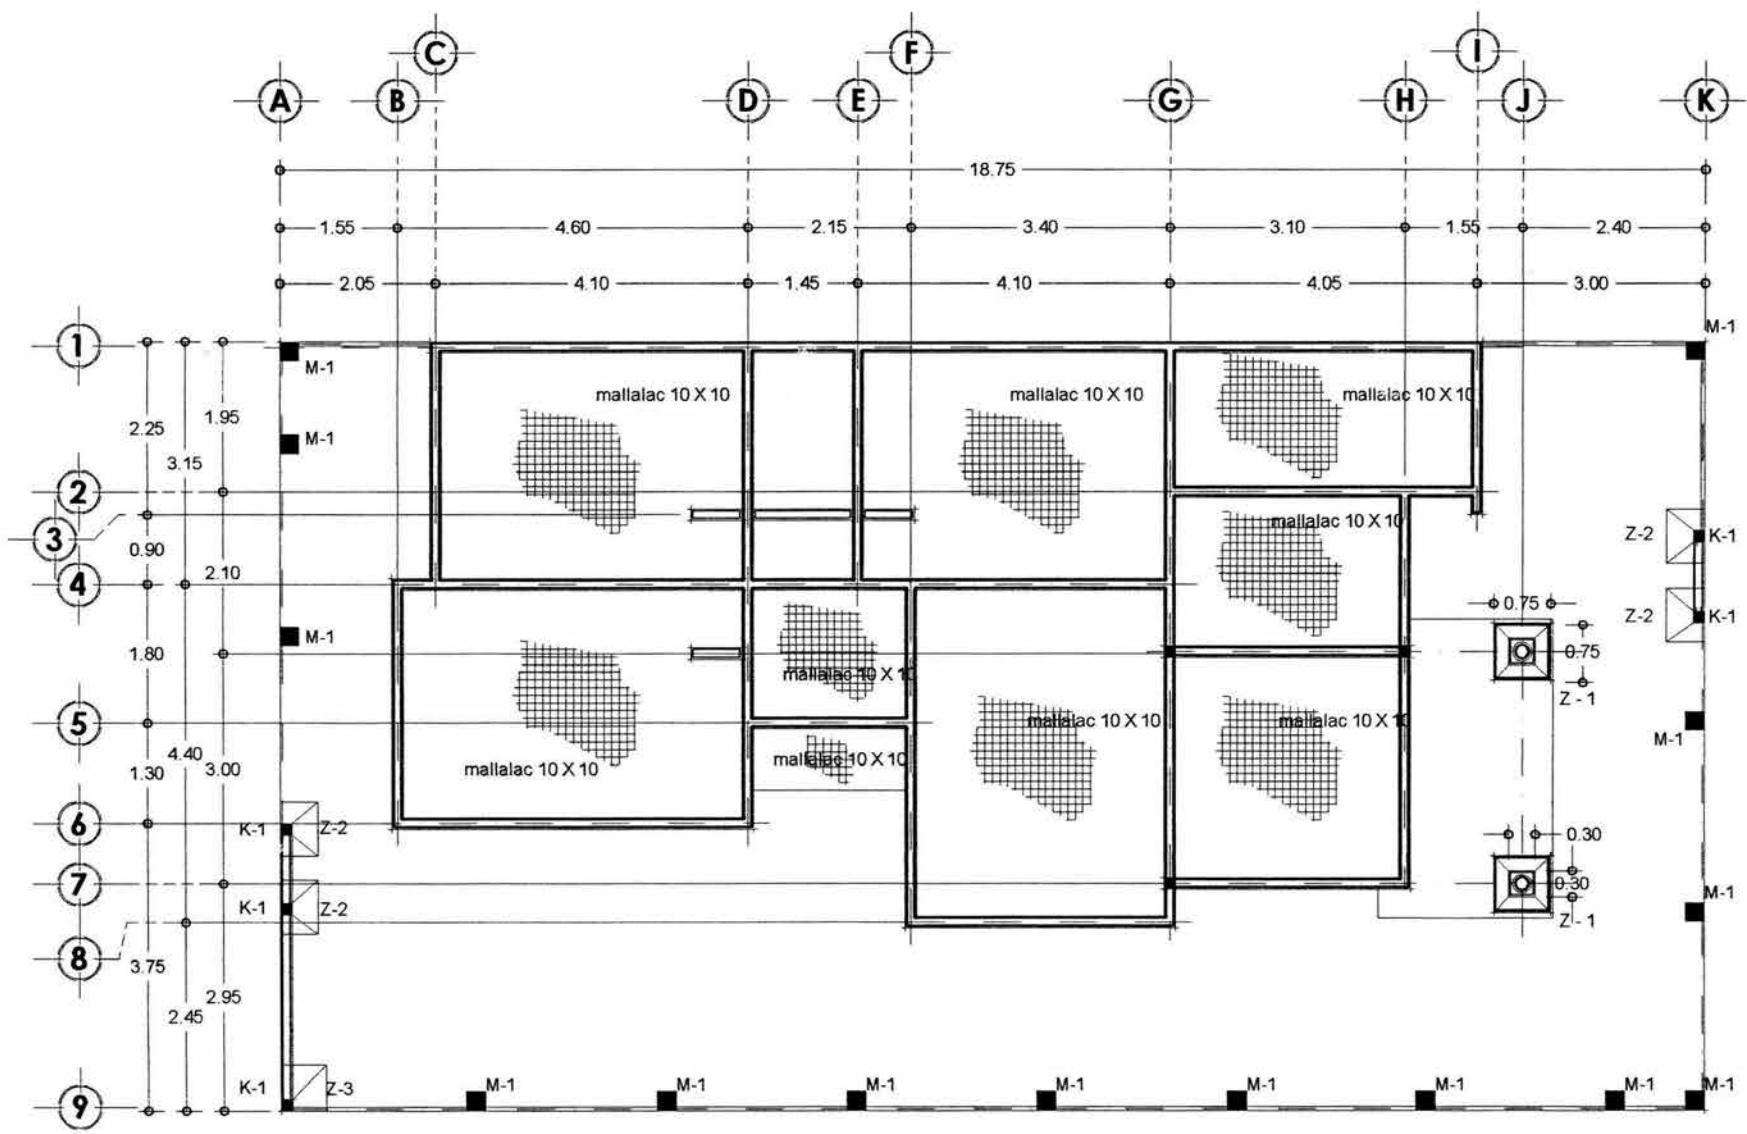 C F I
A B D E G H J K
18.75
1.55 4.60 2.15 3.40 3.10 1.55 2.40
2.05 4.10 1.45 4.10 4.05 3.00
M-1
1
M-1
mallalac 10 X 10 mallalac 10 X 10 mallalac 10 X 10
1.95
2.25
M-1
3.15
2
mallalac 10 X 10
Z-2 K-1
3
0.90
2.10
4
0.75
Z-2 K-1
M-1
1.80
0.75
mallalac 10 X 10
Z - 1
5
mallalac 10 X 10 mallalac 10 X 10
M-1
4.40
mallalac 10 X 10
mallalac 10 X 10
1.30 3.00
6
K-1 Z-2
0.30
7
0.30
M-1
K-1 Z-2
Z - 1
8
3.75
2.95
2.45
K-1 Z-3
M-1 M-1 M-1 M-1 M-1 M-1 M-1 M-1
9